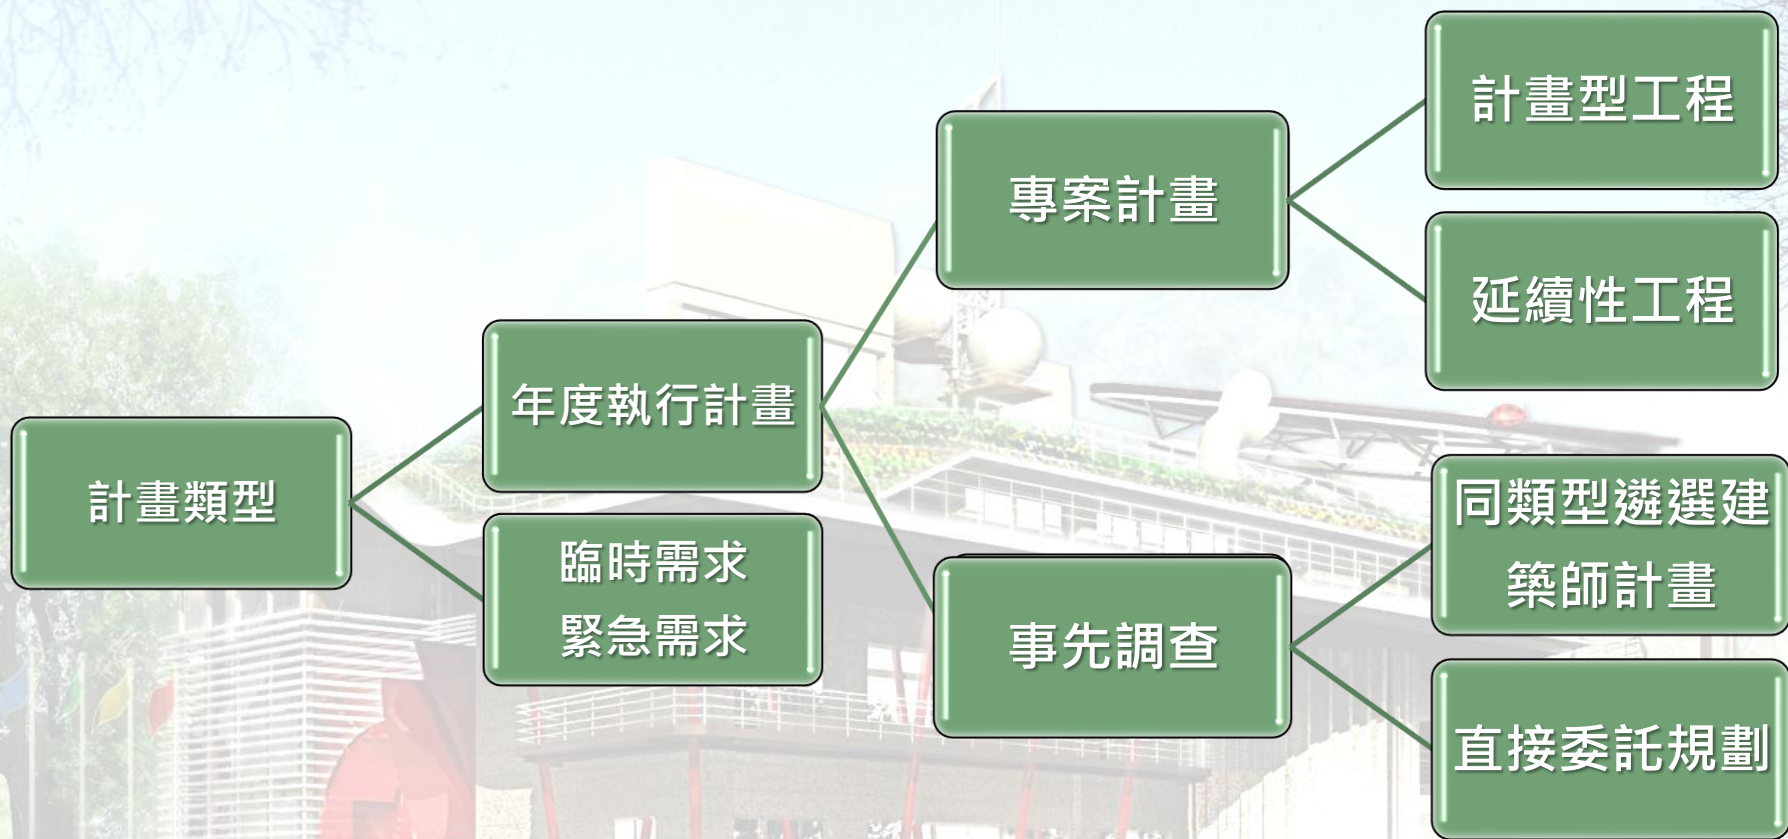 計畫類型
年度執行計畫
臨時需求
緊急需求
專案計畫
事先調查
計畫型工程
延續性工程
同類型遴選建
築師計畫
直接委託規劃